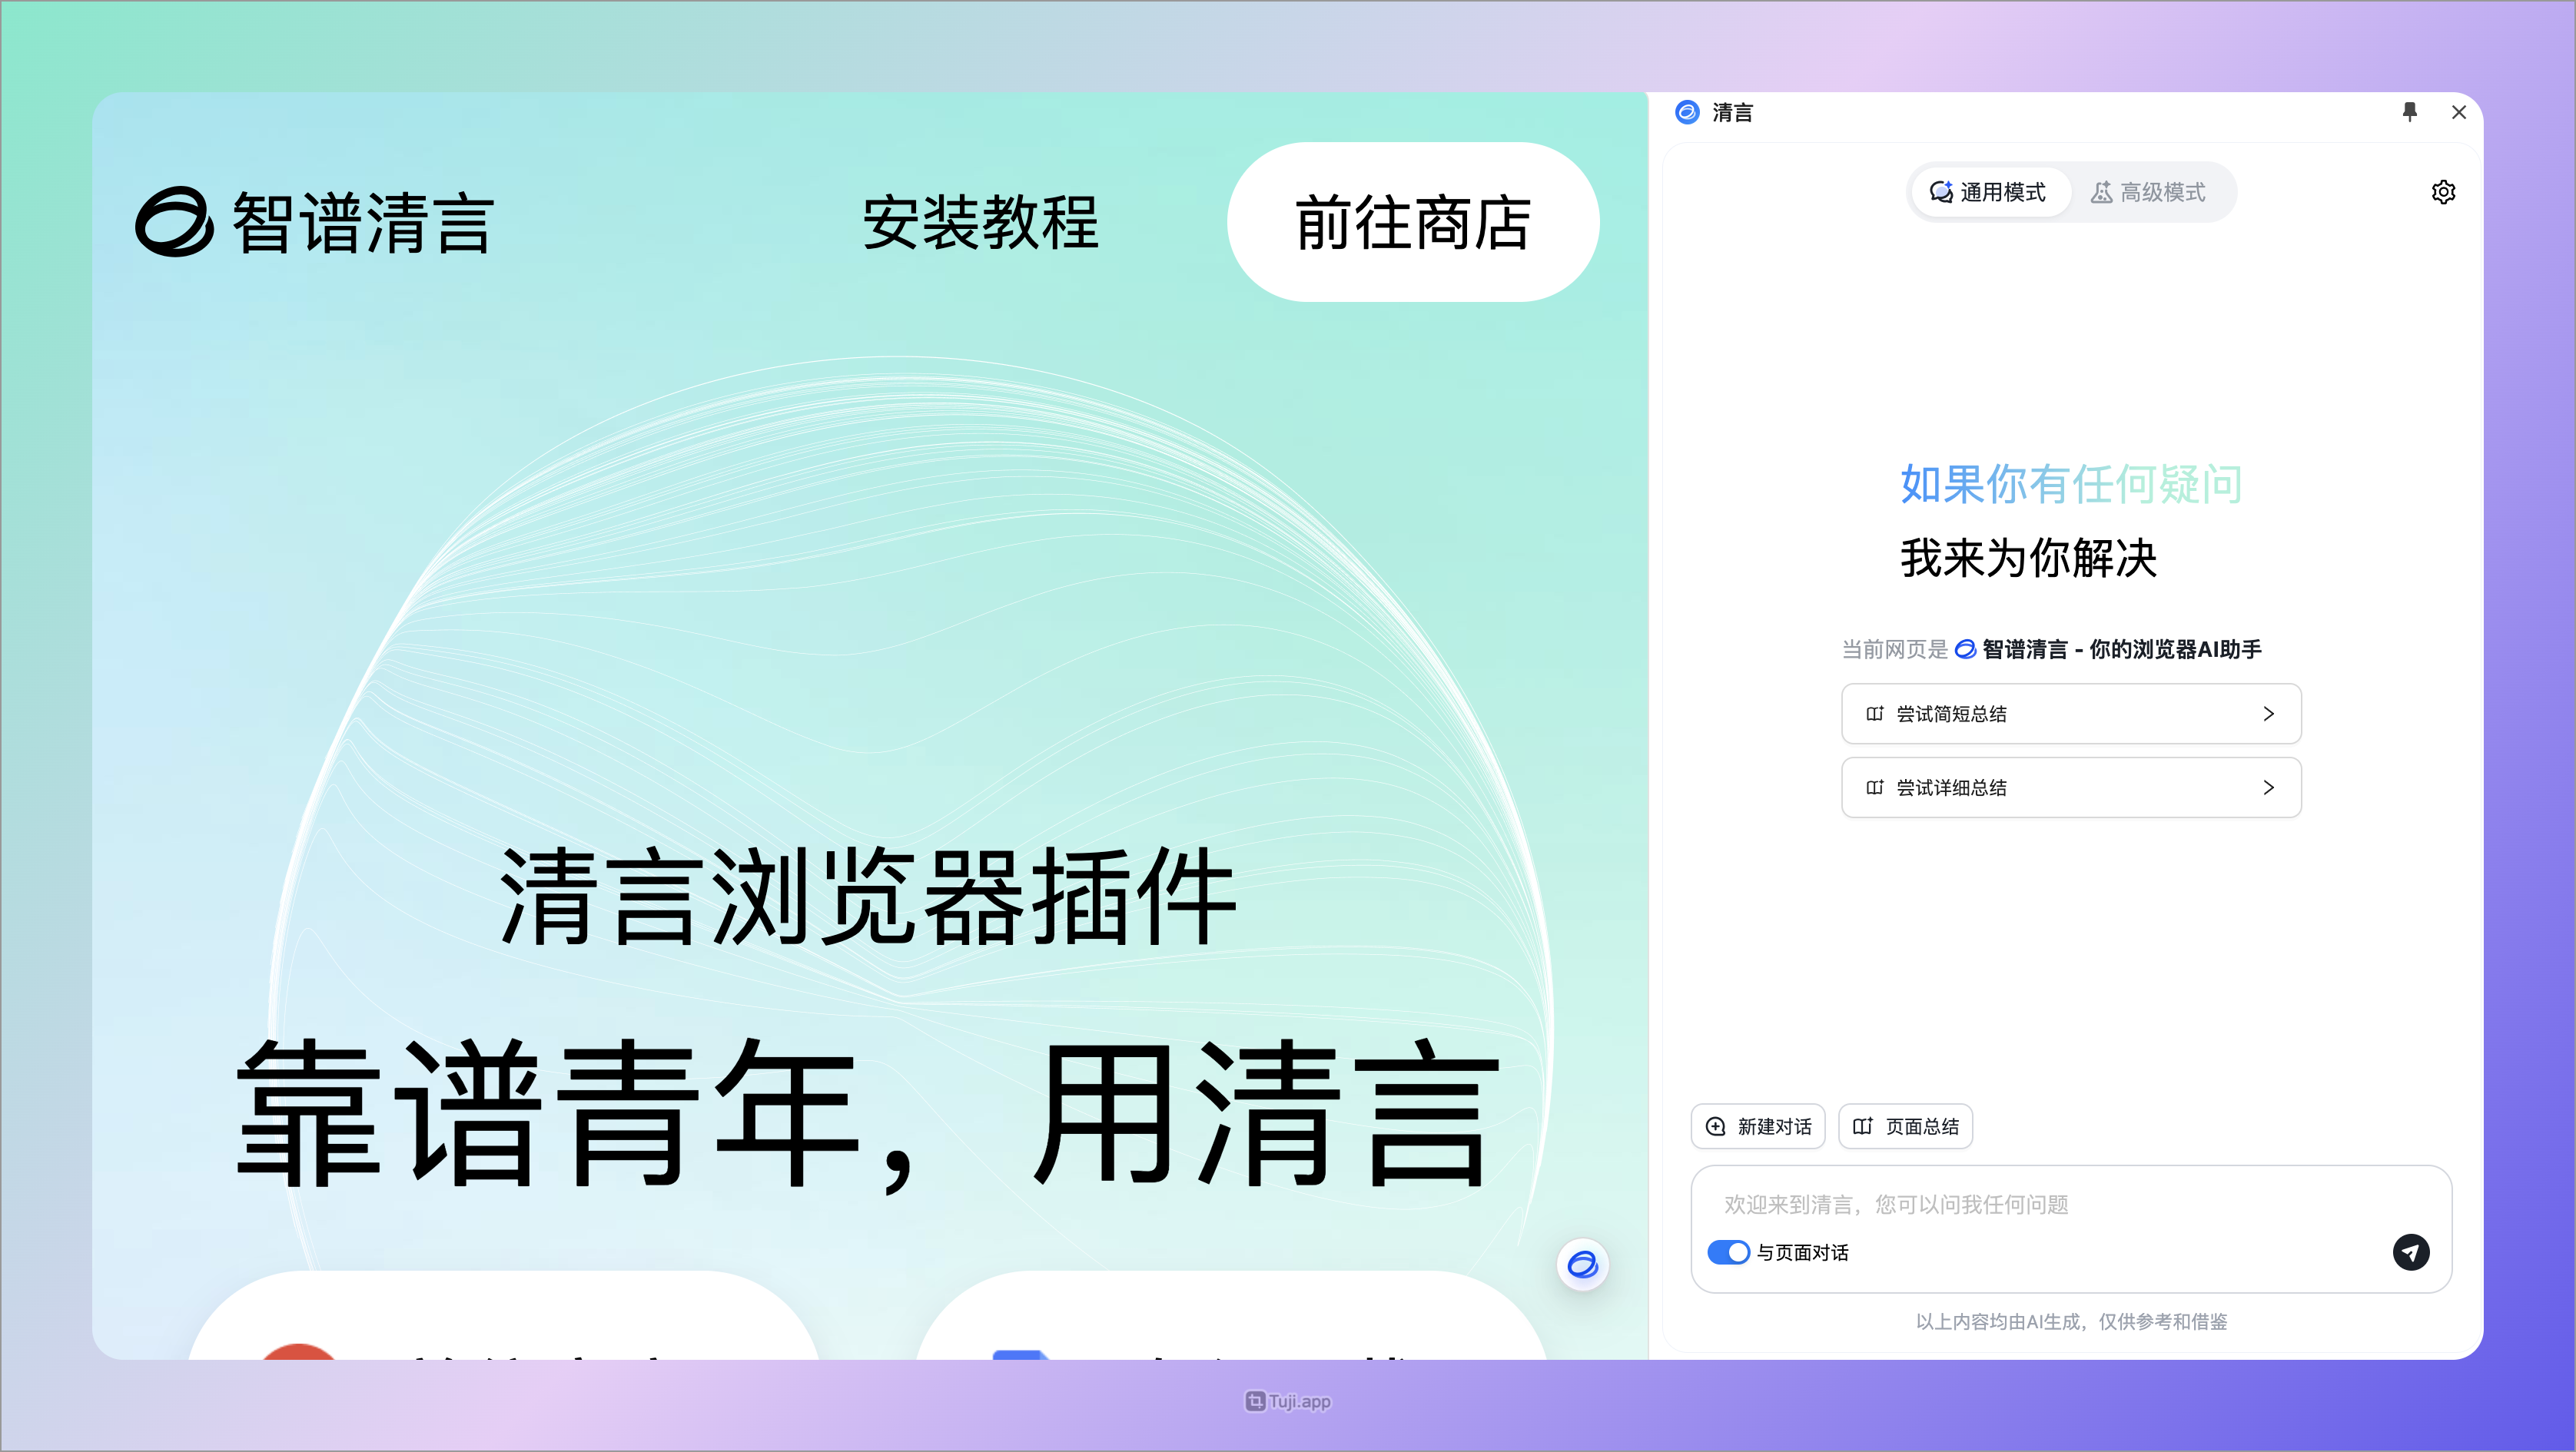 智谱清言
安装教程
前往商店
清言浏览器插件
靠谱青年，用清言
清言
通用模式
高级模式
如果你有任何疑问
我来为你解决
当前网页是 智谱清言 - 你的浏览器AI助手
尝试简短总结
尝试详细总结
新建对话
页面总结
欢迎来到清言，您可以问我任何问题
与页面对话
以上内容均由AI生成，仅供参考和借鉴
Tuji.app